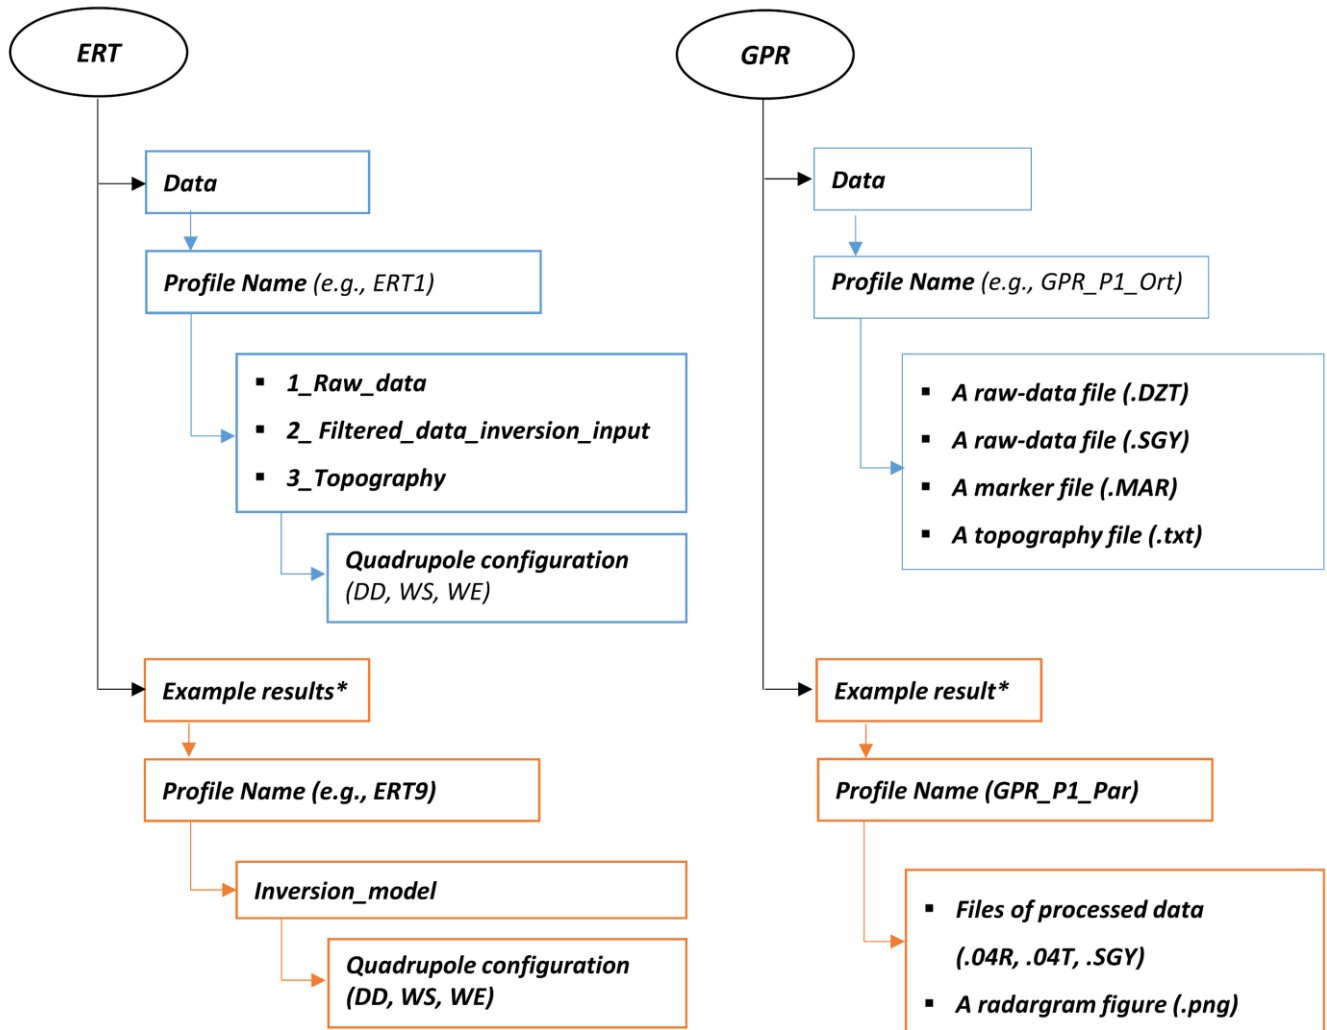 ERT
Data
Profile Name (e.g., ERT1)
▪ 1_Raw_data
▪ 2_ Filtered_data_inversion_input
▪ 3_Topography
Quadrupole configuration
(DD, WS, WE)
Example results*
Profile Name (e.g., ERT9)
Inversion_model
Quadrupole configuration
(DD, WS, WE)
GPR
Data
Profile Name (e.g., GPR_P1_Ort)
▪ A raw-data file (.DZT)
▪ A raw-data file (.SGY)
▪ A marker file (.MAR)
▪ A topography file (.txt)
Example result*
Profile Name (GPR_P1_Par)
▪ Files of processed data
(.04R, .04T, .SGY)
▪ A radargram figure (.png)